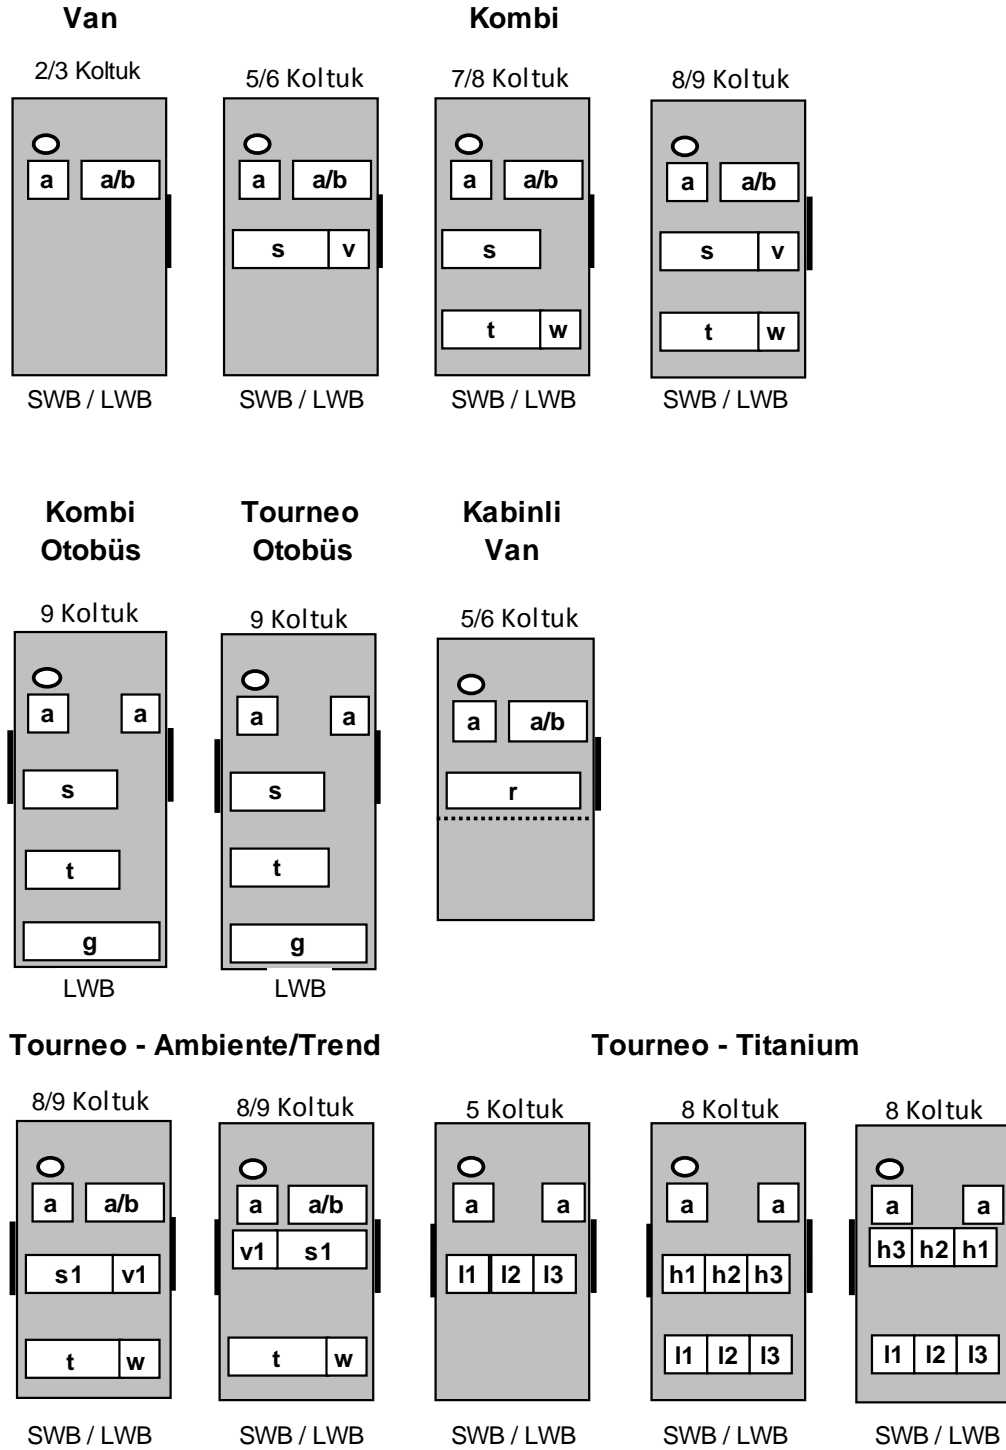 Van
Kombi
2/3 Koltuk
5/6 Koltuk
7/8 Koltuk
8/9 Koltuk
a a/b
a a/b
s v
a a/b
s
t w
a a/b
s v
t w
SWB / LWB
SWB / LWB
SWB / LWB
SWB / LWB
Kombi
Otobüs
Tourneo
Otobüs
Kabinli
Van
9 Koltuk
9 Koltuk
5/6 Koltuk
a a
s
t
g
a a
s
t
g
a a/b
r
LWB
LWB
Tourneo - Ambiente/Trend
Tourneo - Titanium
8/9 Koltuk
8/9 Koltuk
5 Koltuk
8 Koltuk
8 Koltuk
a a/b
s1 v1
t w
a a/b
v1 s1
t w
a a
l1 l2 l3
a a
h1 h2 h3
l1 l2 l3
a a
h3 h2 h1
l1 l2 l3
SWB / LWB
SWB / LWB
SWB / LWB
SWB / LWB
SWB / LWB